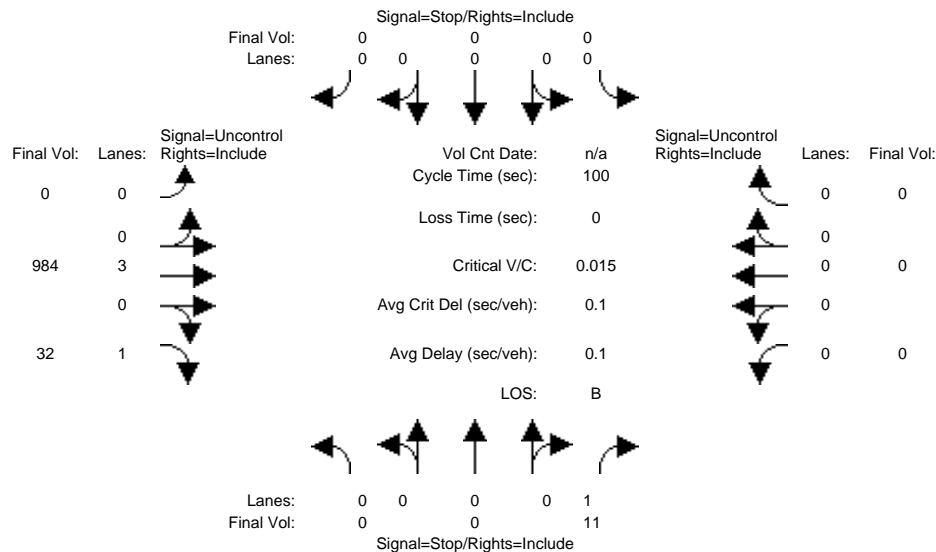 Signal=Stop/Rights=Include
Final Vol: 0 0 0
Lanes: 0 0 0 0 0
Signal=Uncontrol
Final Vol: Lanes: Rights=Include
Vol Cnt Date: n/a
Signal=Uncontrol
Rights=Include Lanes: Final Vol:
Cycle Time (sec): 100
0 0
0 0
Loss Time (sec): 0
0
0
984 3
Critical V/C: 0.015
0 0
0
Avg Crit Del (sec/veh): 0.1
0
32 1
Avg Delay (sec/veh): 0.1
0 0
LOS: B
Lanes: 0 0 0 0 1
Final Vol: 0 0 11
Signal=Stop/Rights=Include